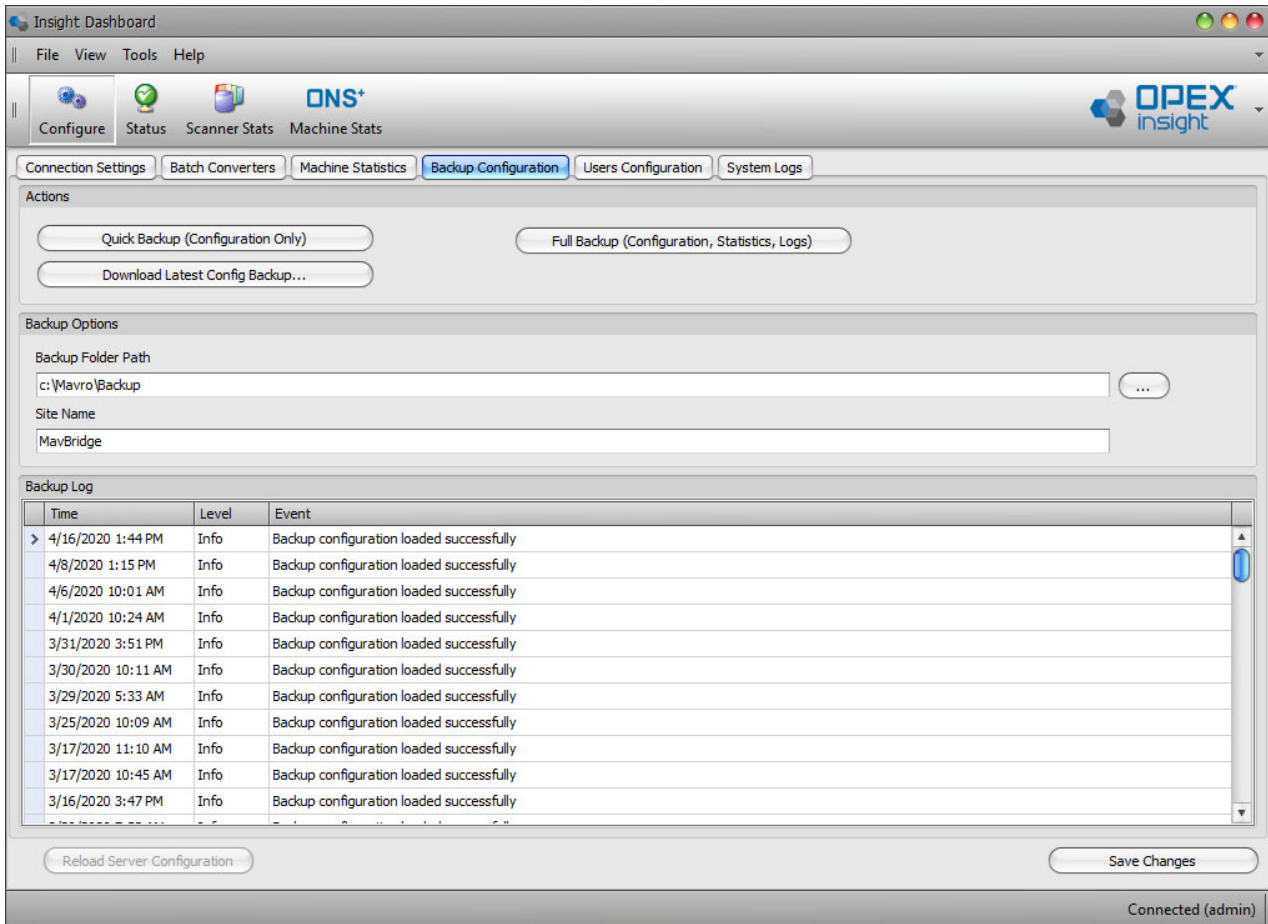 Insight Dashboard
File View Tools Help
Configure Status Scanner Stats ONS+ Machine Stats
OPEX insight
Connection Settings Batch Converters Machine Statistics Backup Configuration Users Configuration System Logs
Actions
Quick Backup (Configuration Only) Full Backup (Configuration, Statistics, Logs)
Download Latest Config Backup...
Backup Options
Backup Folder Path
c:\Mavro\Backup ...
Site Name
MavBridge
Backup Log
Time Level Event
4/16/2020 1:44 PM Info Backup configuration loaded successfully
4/8/2020 1:15 PM Info Backup configuration loaded successfully
4/6/2020 10:01 AM Info Backup configuration loaded successfully
4/1/2020 10:24 AM Info Backup configuration loaded successfully
3/31/2020 3:51 PM Info Backup configuration loaded successfully
3/30/2020 10:11 AM Info Backup configuration loaded successfully
3/29/2020 5:33 AM Info Backup configuration loaded successfully
3/25/2020 10:09 AM Info Backup configuration loaded successfully
3/17/2020 11:10 AM Info Backup configuration loaded successfully
3/17/2020 10:45 AM Info Backup configuration loaded successfully
3/16/2020 3:47 PM Info Backup configuration loaded successfully
Reload Server Configuration Save Changes
Connected (admin)